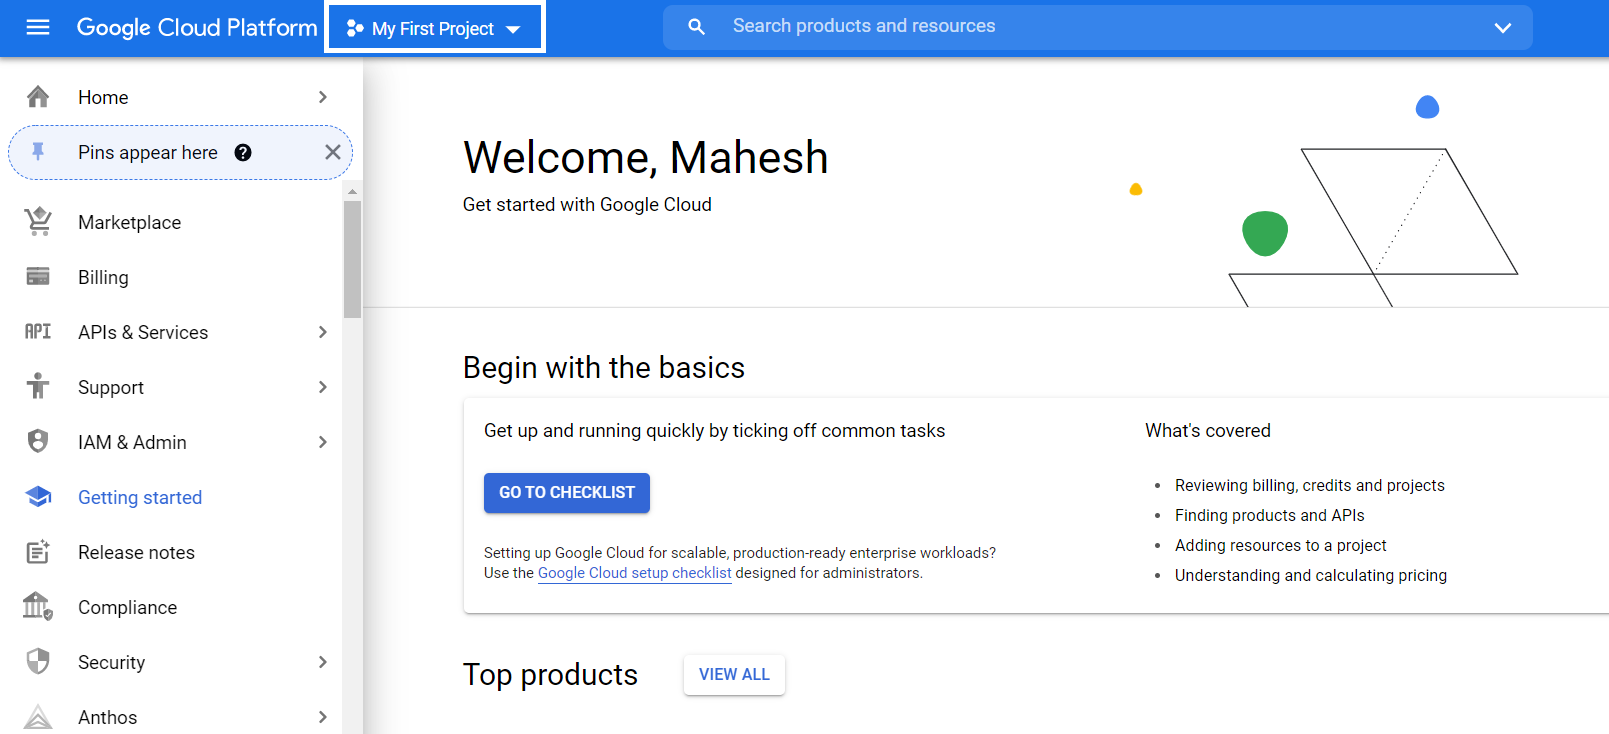 Google Cloud Platform
My First Project
Search products and resources
Home
Pins appear here
Marketplace
Billing
API
APIs & Services
Support
IAM & Admin
Getting started
Release notes
Compliance
Security
Anthos
Welcome, Mahesh
Get started with Google Cloud
Begin with the basics
Get up and running quickly by ticking off common tasks
GO TO CHECKLIST
Setting up Google Cloud for scalable, production-ready enterprise workloads?
Use the Google Cloud setup checklist designed for administrators.
What's covered
Reviewing billing, credits and projects
Finding products and APIs
Adding resources to a project
Understanding and calculating pricing
Top products
VIEW ALL